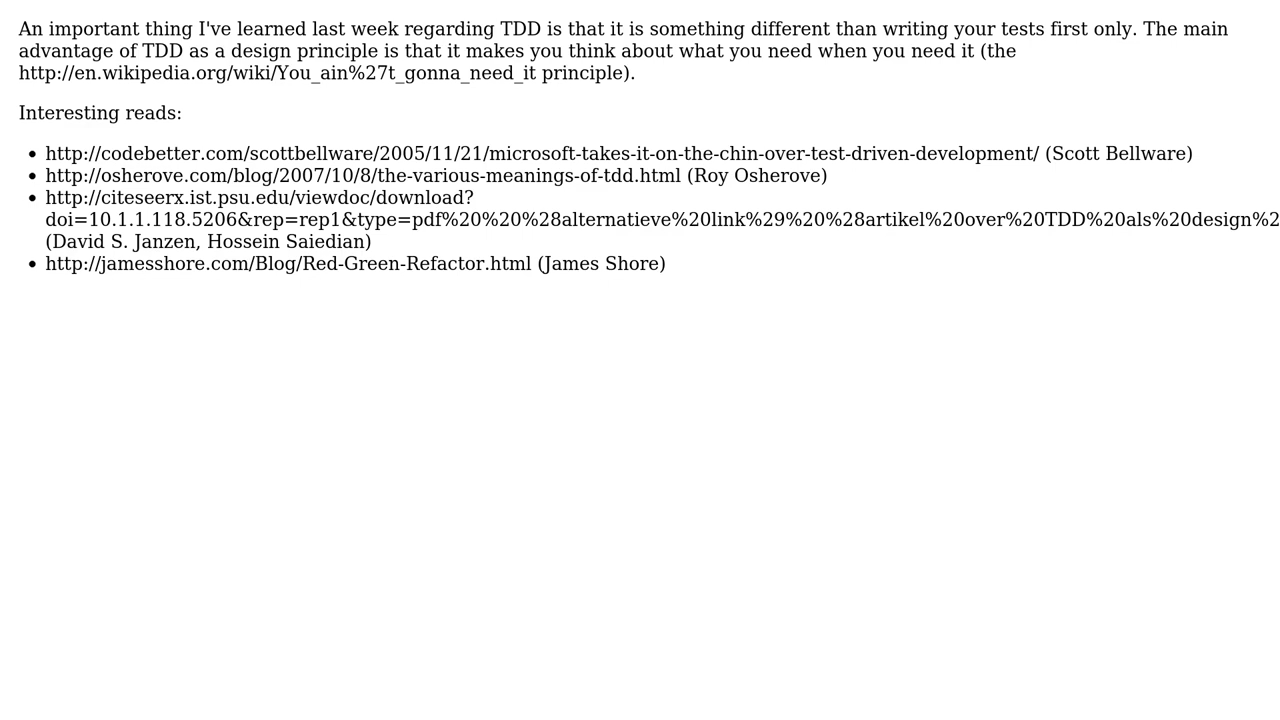 An important thing I've learned last week regarding TDD is that it is something different than writing your tests first only. The main
advantage of TDD as a design principle is that it makes you think about what you need when you need it (the
http://en.wikipedia.org/wiki/You_ain%27t_gonna_need_it principle).
Interesting reads:
• http://codebetter.com/scottbellware/2005/11/21/microsoft-takes-it-on-the-chin-over-test-driven-development/ (Scott Bellware)
• http://osherove.com/blog/2007/10/8/the-various-meanings-of-tdd.html (Roy Osherove)
• http://citeseerx.ist.psu.edu/viewdoc/download?
doi=10.1.1.118.5206&rep=rep1&type=pdf%20%20%28alternatieve%20link%29%20%28artikel%20over%20TDD%20als%20design%2
(David S. Janzen, Hossein Saiedian)
• http://jamesshore.com/Blog/Red-Green-Refactor.html (James Shore)